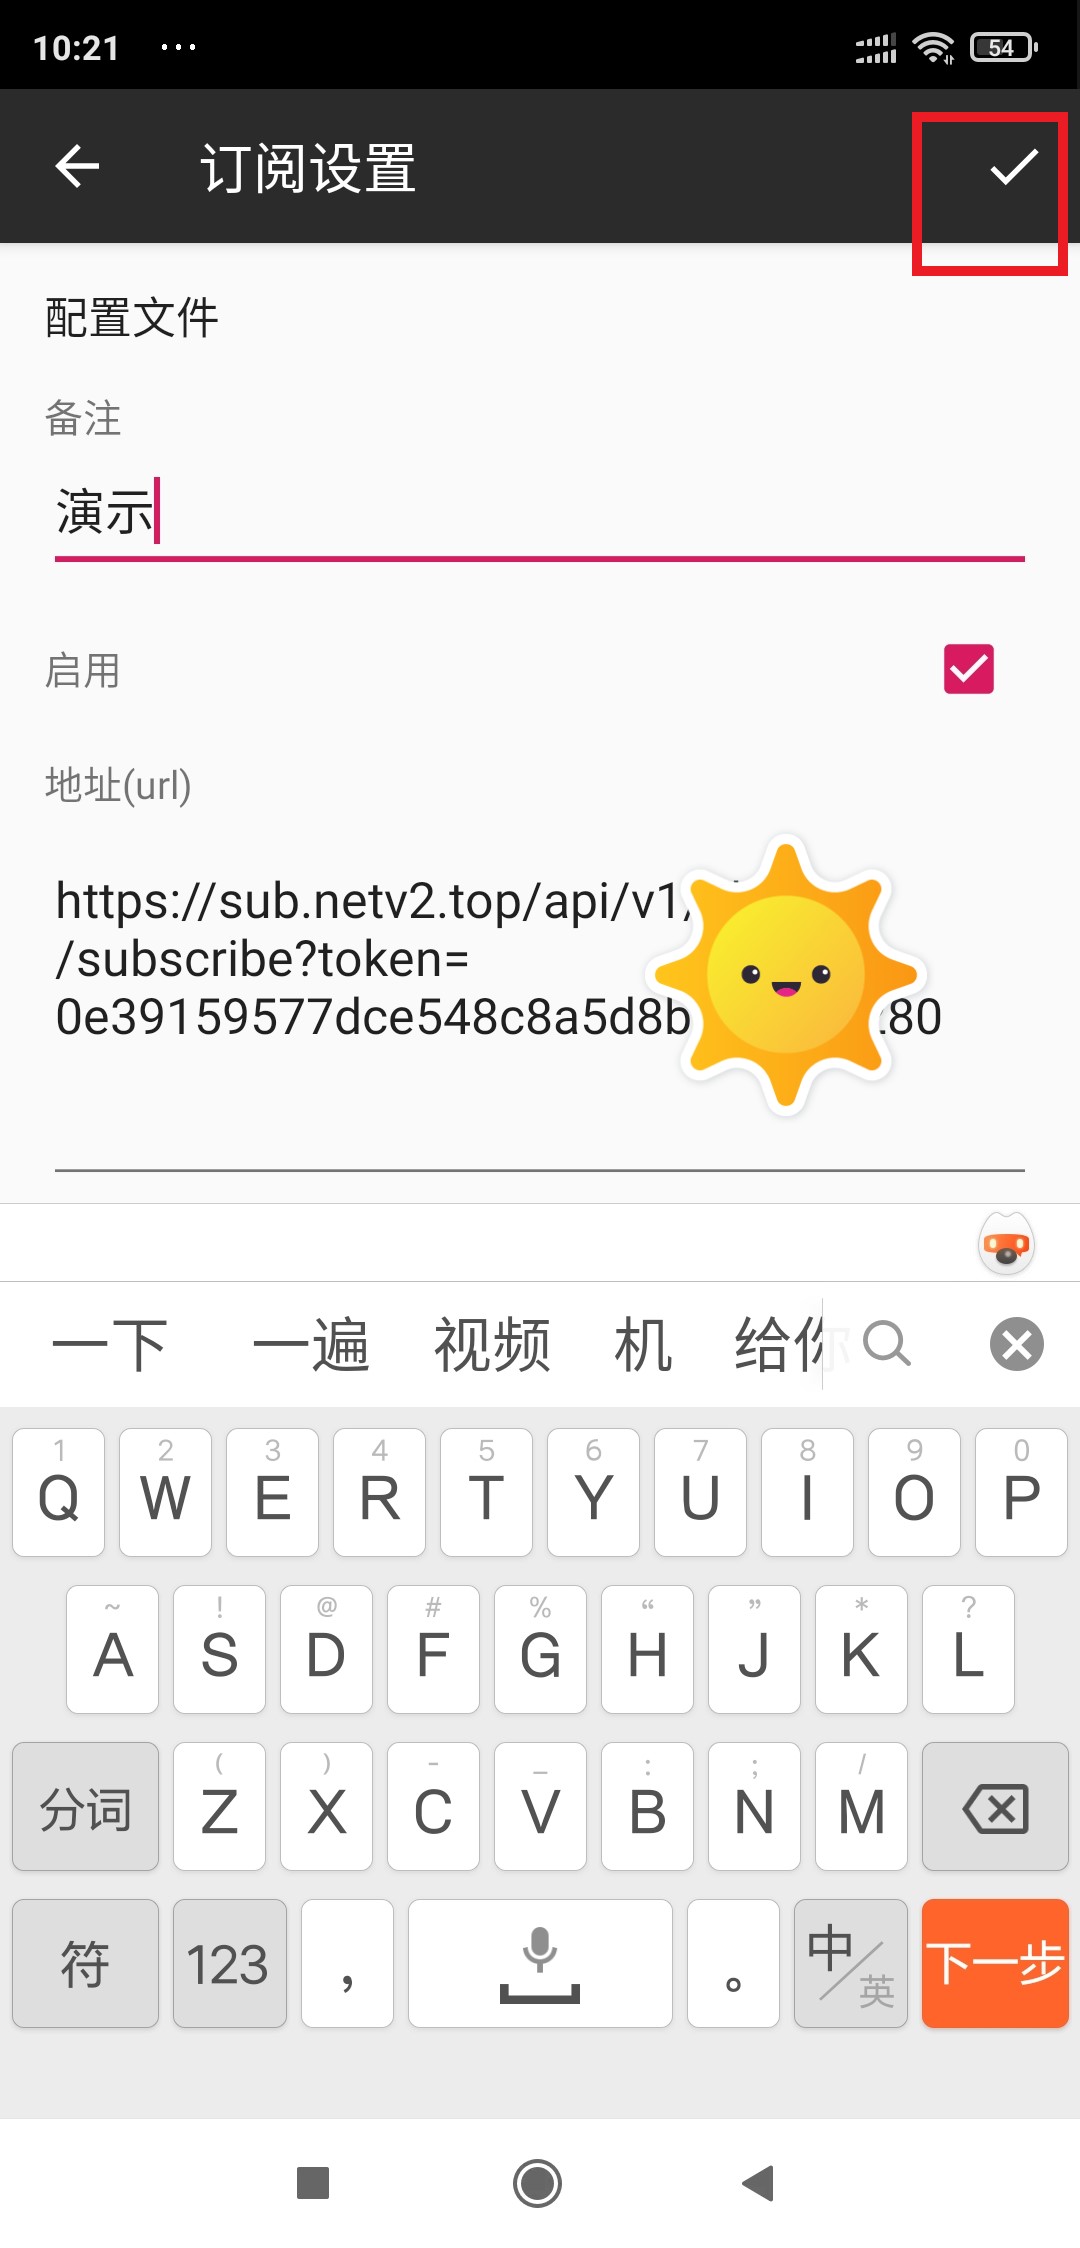 10:21 ... 54
订阅设置
配置文件
备注
演示
启用
地址(url)
https://sub.netv2.top/api/v1/
/subscribe?token=
0e39159577dce548c8a5d8b 80
一下 一遍 视频 机 给你
1 2 3 4 5 6 7 8 9 0
Q W E R T Y U I O P
~ ! @ # % “ ” * ?
A S D F G H J K L
( ) - _ : ; /
分词 Z X C V B N M
符 123 , 。 中/英 下一步